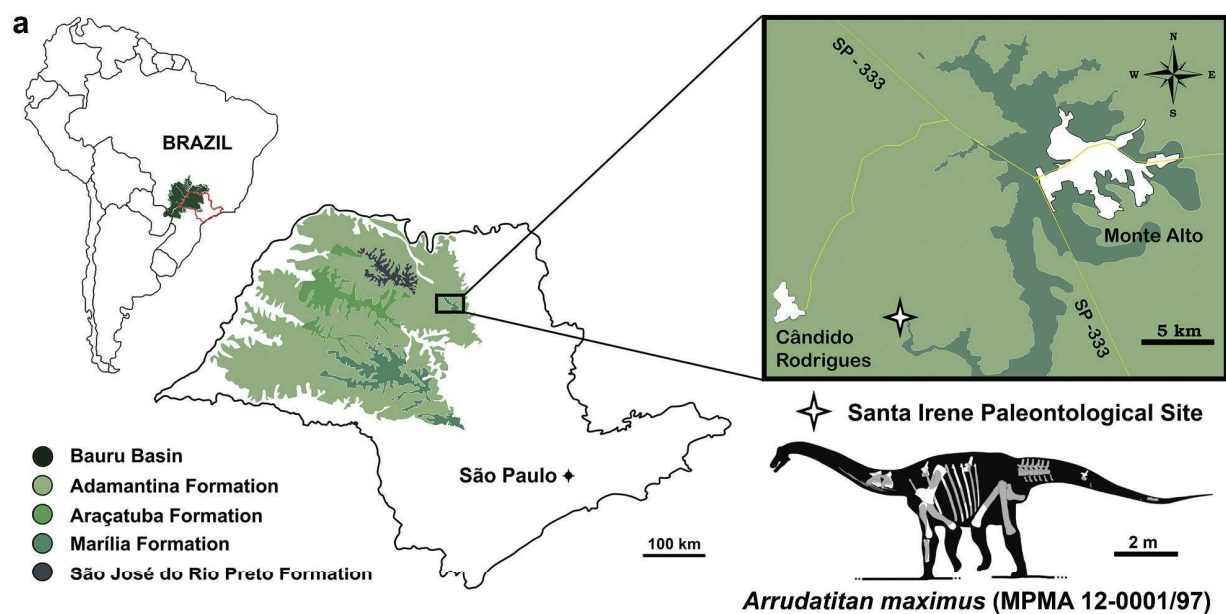 a
BRAZIL
SP - 333
N
W E
S
Monte Alto
Cândido
Rodrigues
SP -333
5 km
Santa Irene Paleontological Site
Bauru Basin
Adamantina Formation
Araçatuba Formation
Marília Formation
São José do Rio Preto Formation
São Paulo
100 km
2 m
Arrudatitan maximus (MPMA 12-0001/97)